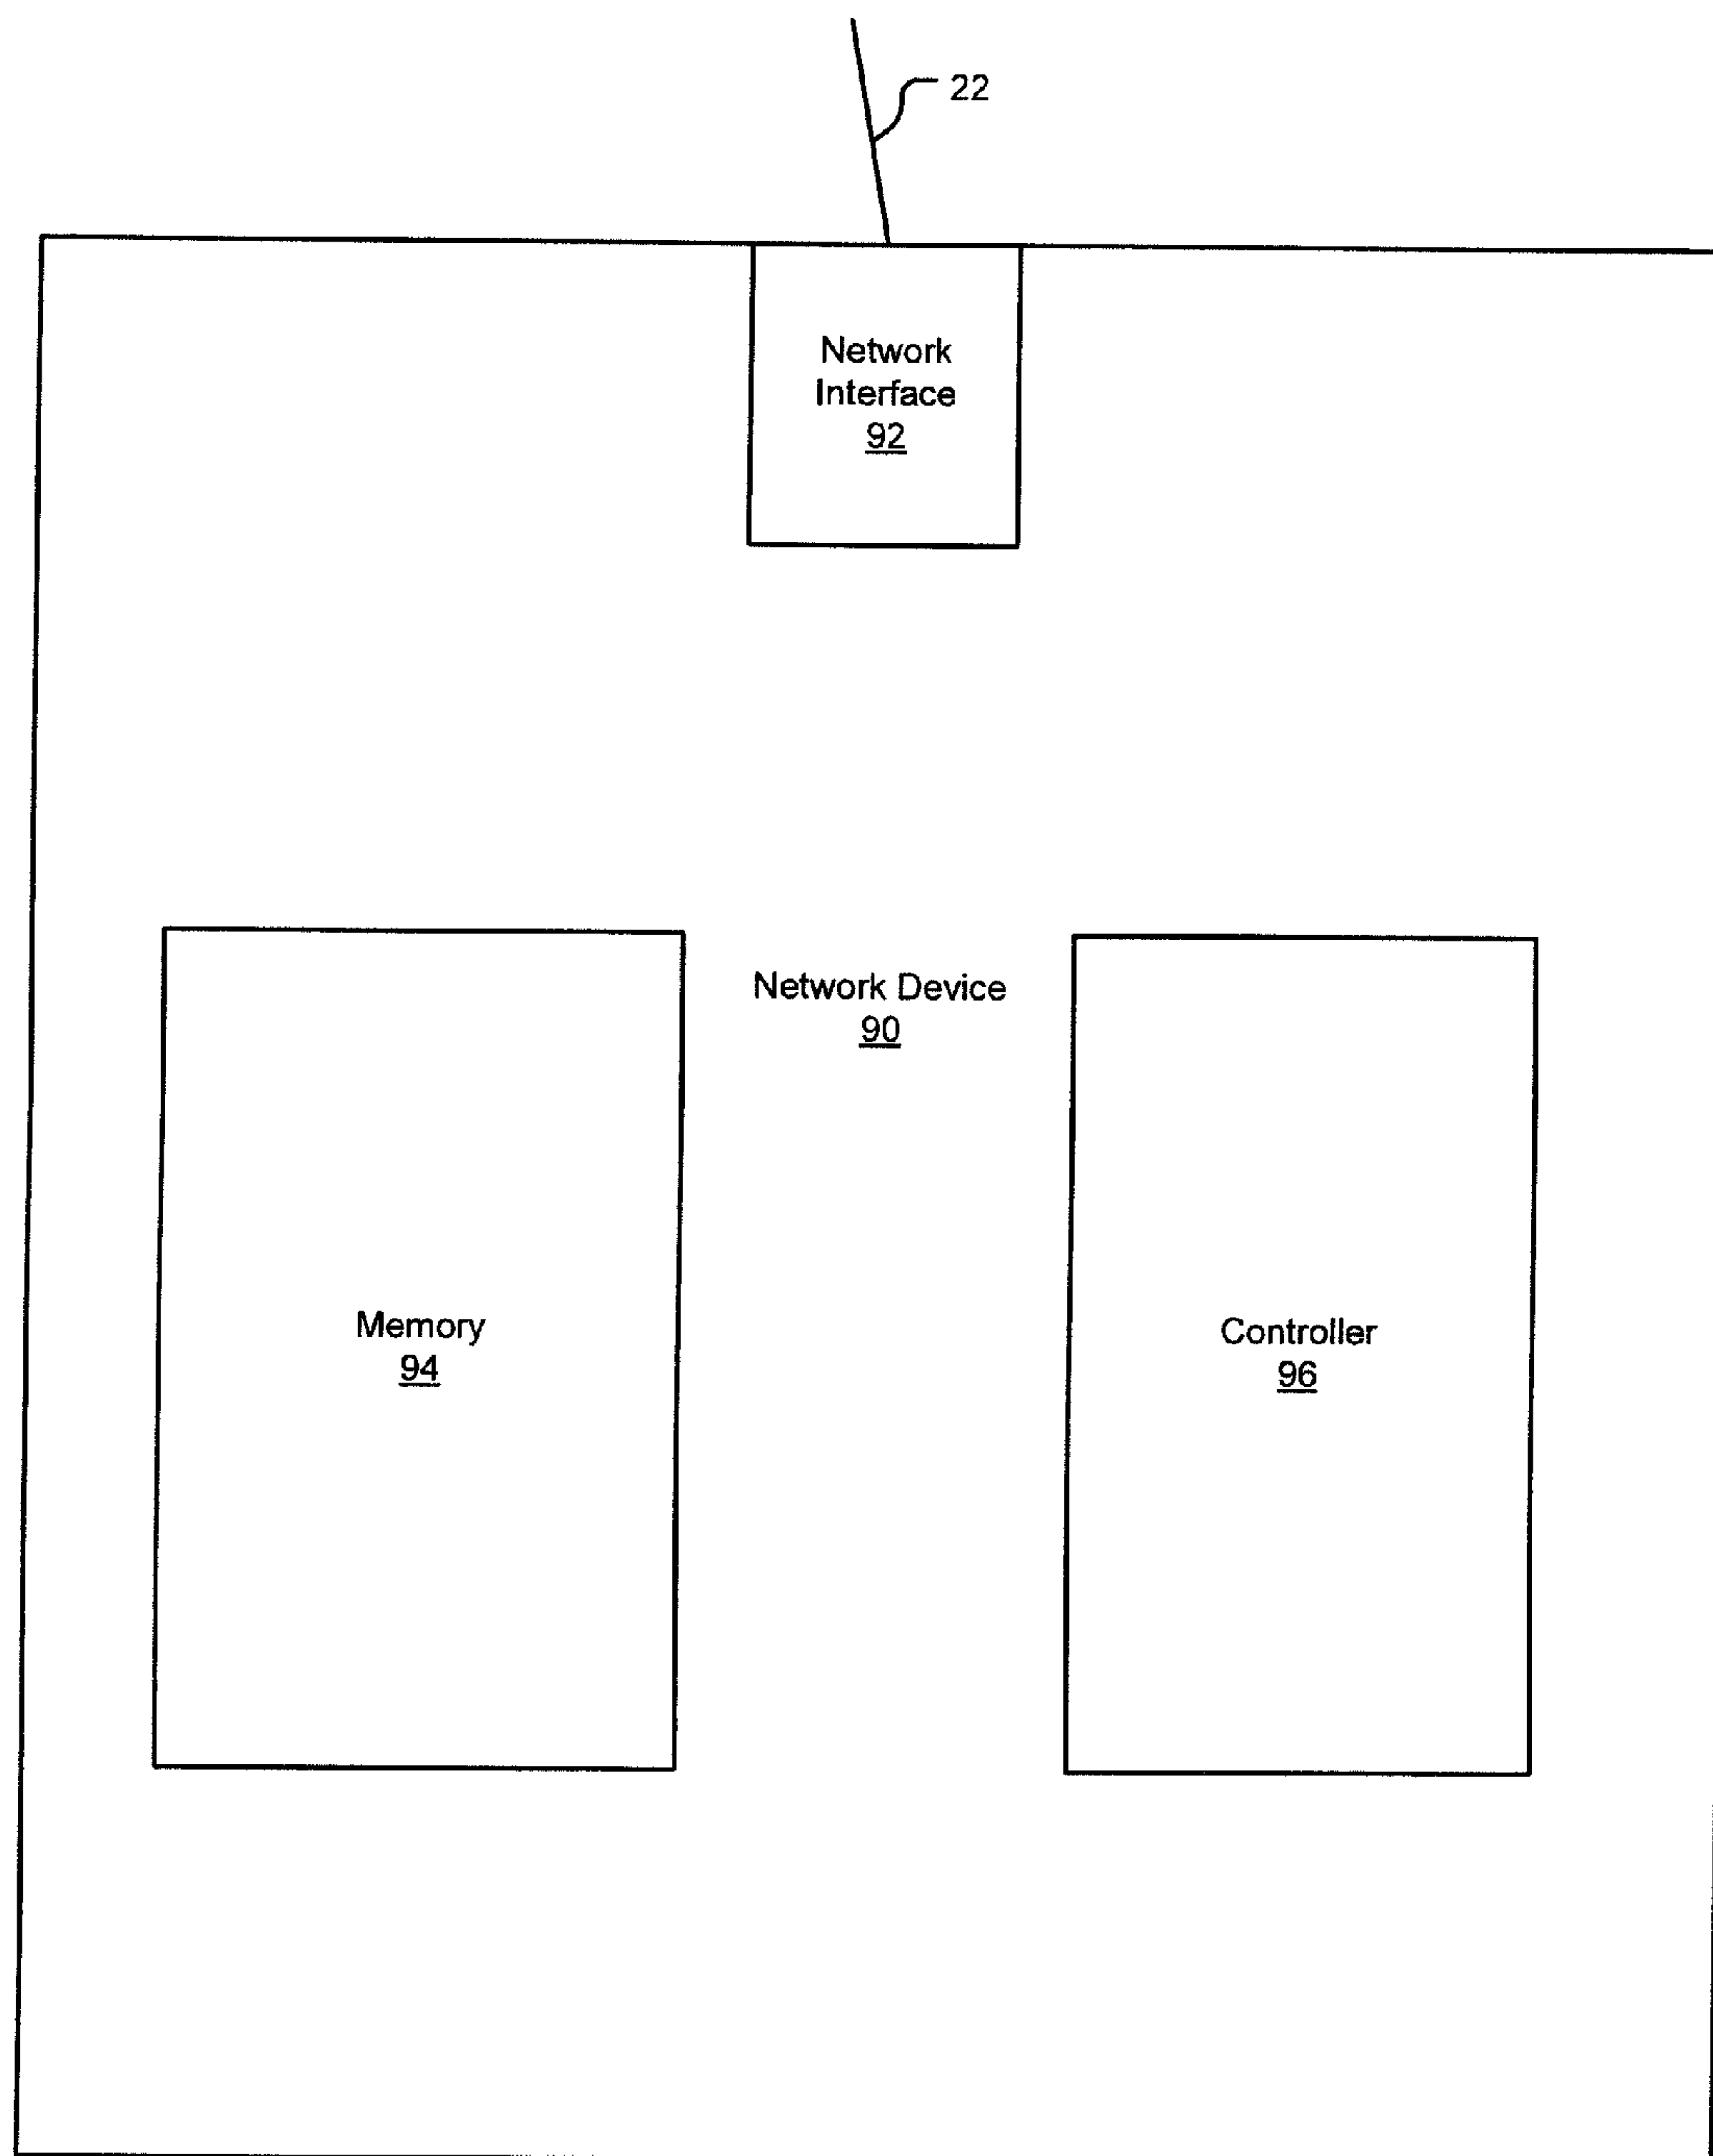 22
Network
Interface
92
Network Device
90
Memory
94
Controller
96